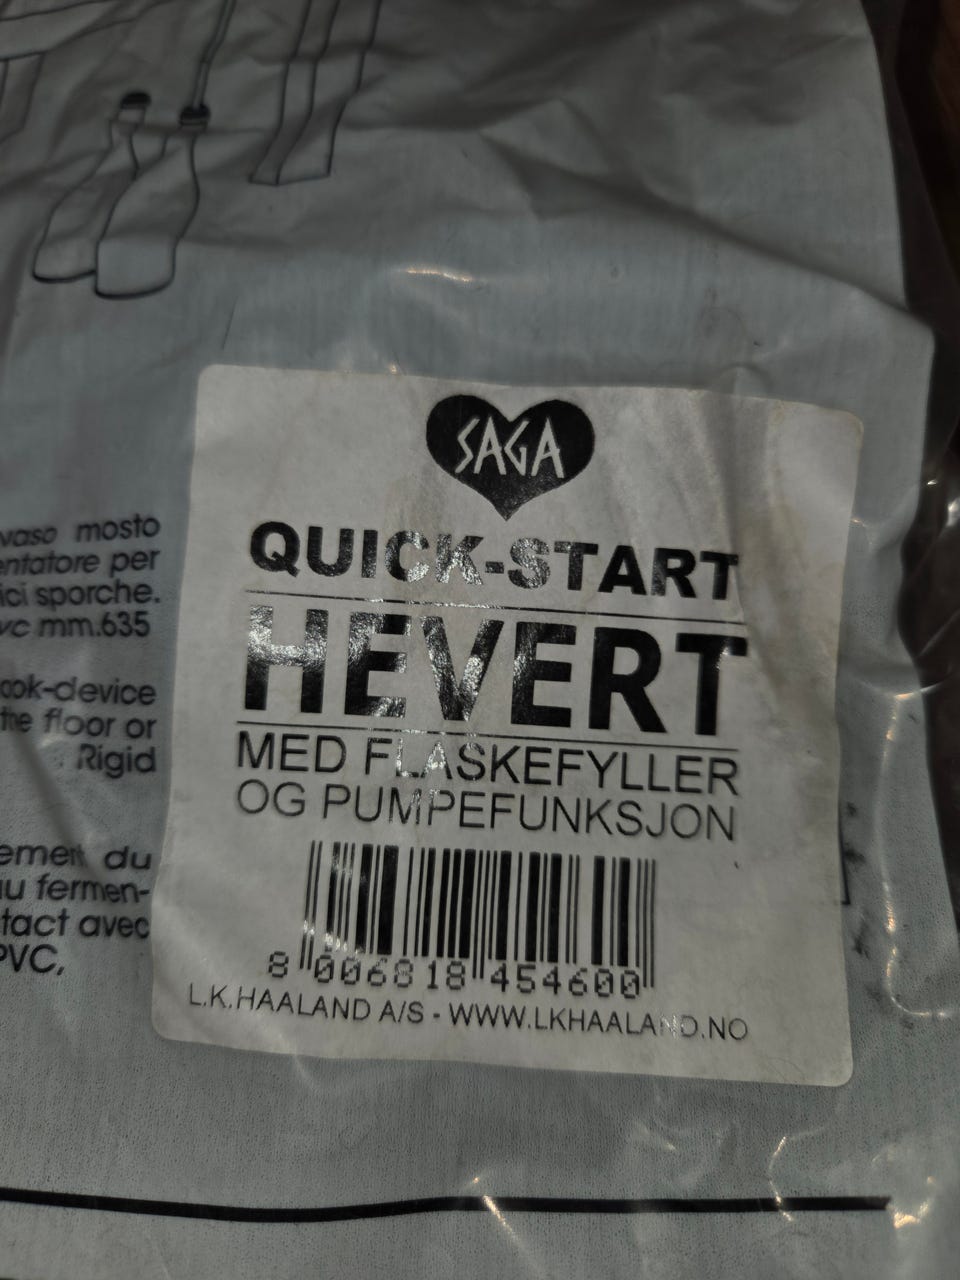 SAGA
QUICK-START
HEVERT
MED FLASKEFYLLER
OG PUMPEFUNKSJON
8 006818 454600
L.K.HAALAND A/S - WWW.LKHAALAND.NO
vaso mosto
entatore per
ici sporche.
vc mm.635
ook-device
the floor or
Rigid
ement du
au fermen-
tact avec
PVC,